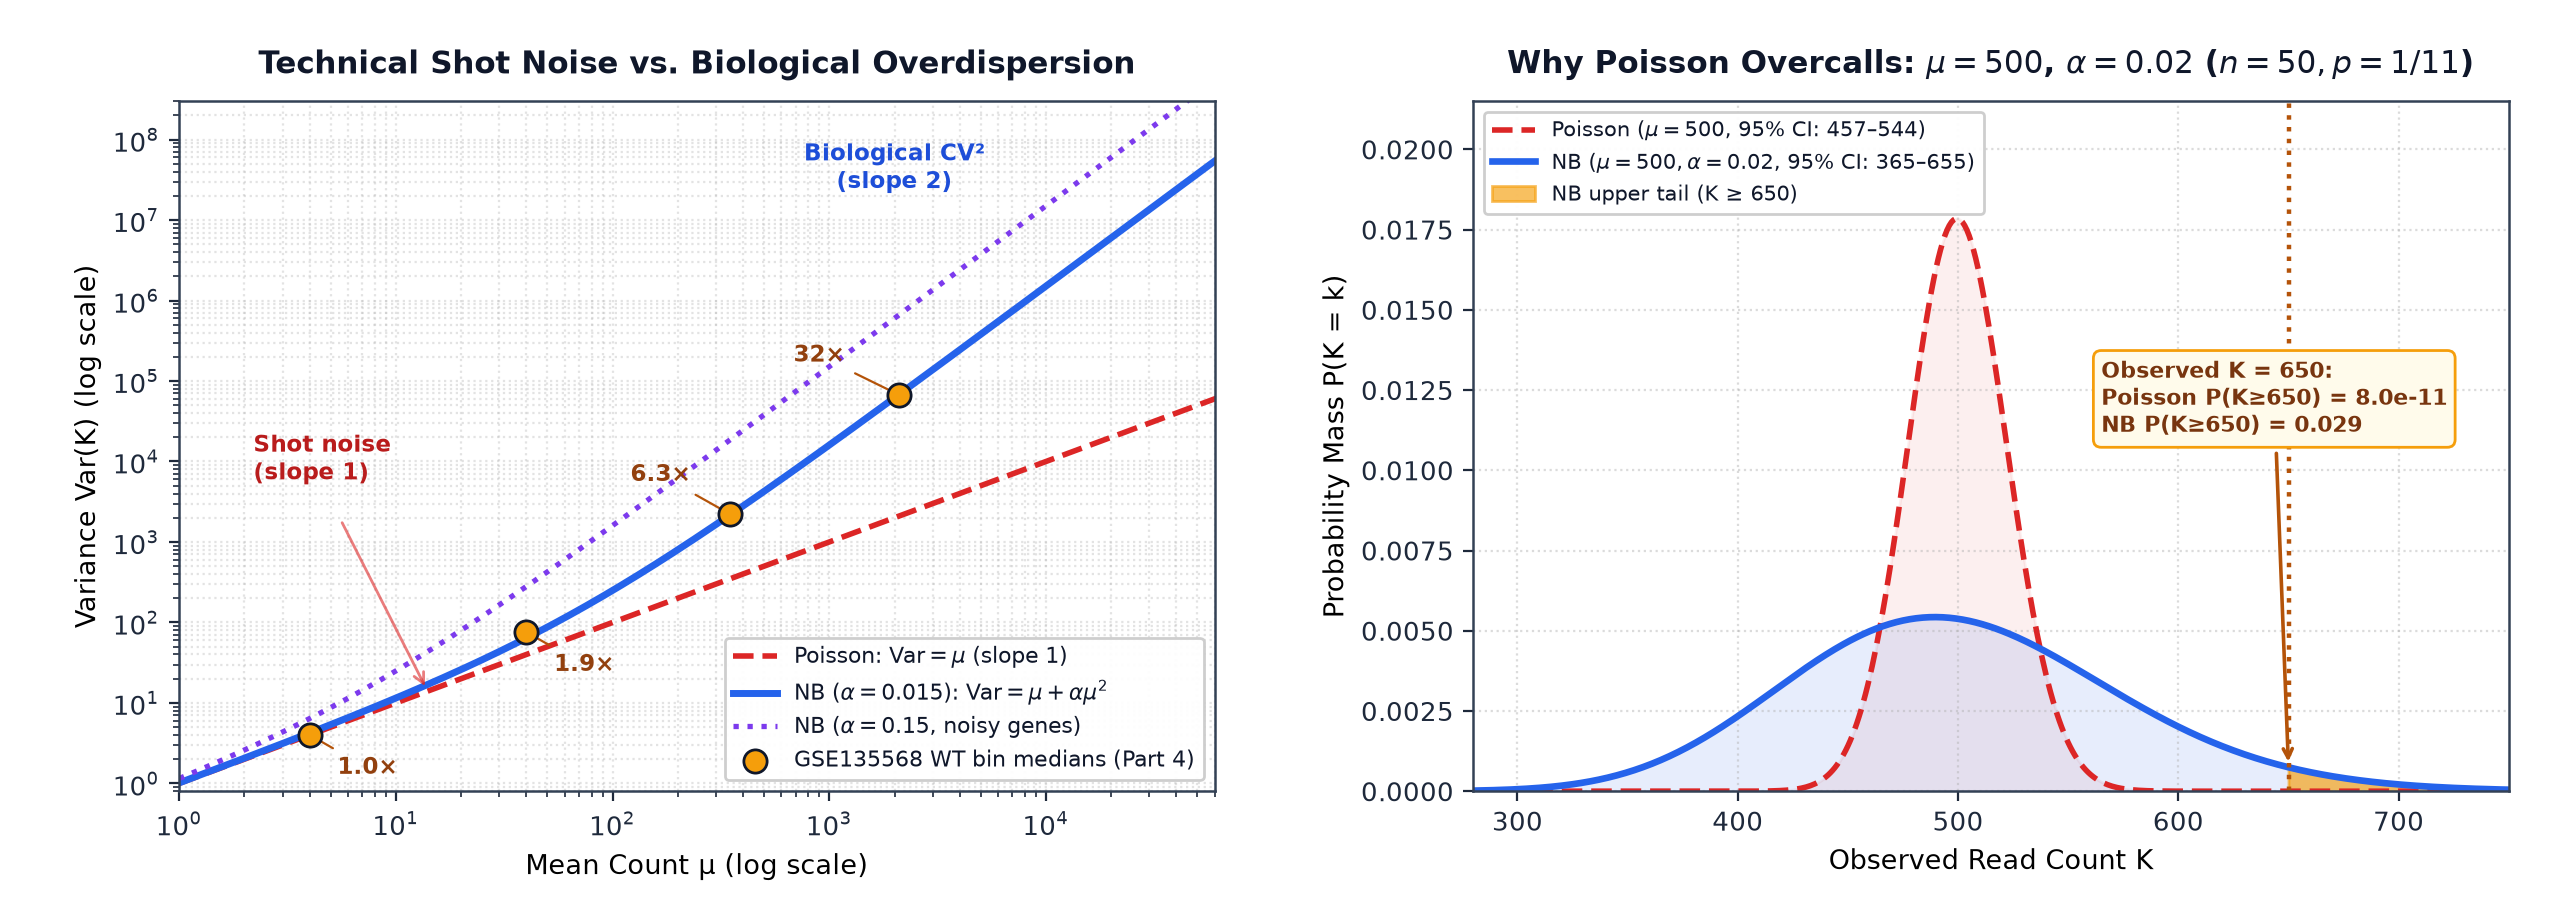 Technical Shot Noise vs. Biological Overdispersion
Variance Var(K) (log scale)
10⁸
10⁷
10⁶
10⁵
10⁴
10³
10²
10¹
10⁰
Biological CV²
(slope 2)
32×
Shot noise
(slope 1)
6.3×
1.9×
1.0×
Poisson: Var = μ (slope 1)
NB (α = 0.015): Var = μ + αμ²
NB (α = 0.15, noisy genes)
GSE135568 WT bin medians (Part 4)
10⁰ 10¹ 10² 10³ 10⁴
Mean Count μ (log scale)
Why Poisson Overcalls: μ = 500, α = 0.02 (n = 50, p = 1/11)
Probability Mass P(K = k)
0.0200
0.0175
0.0150
0.0125
0.0100
0.0075
0.0050
0.0025
0.0000
Poisson (μ = 500, 95% CI: 457–544)
NB (μ = 500, α = 0.02, 95% CI: 365–655)
NB upper tail (K ≥ 650)
Observed K = 650:
Poisson P(K≥650) = 8.0e-11
NB P(K≥650) = 0.029
300 400 500 600 700
Observed Read Count K